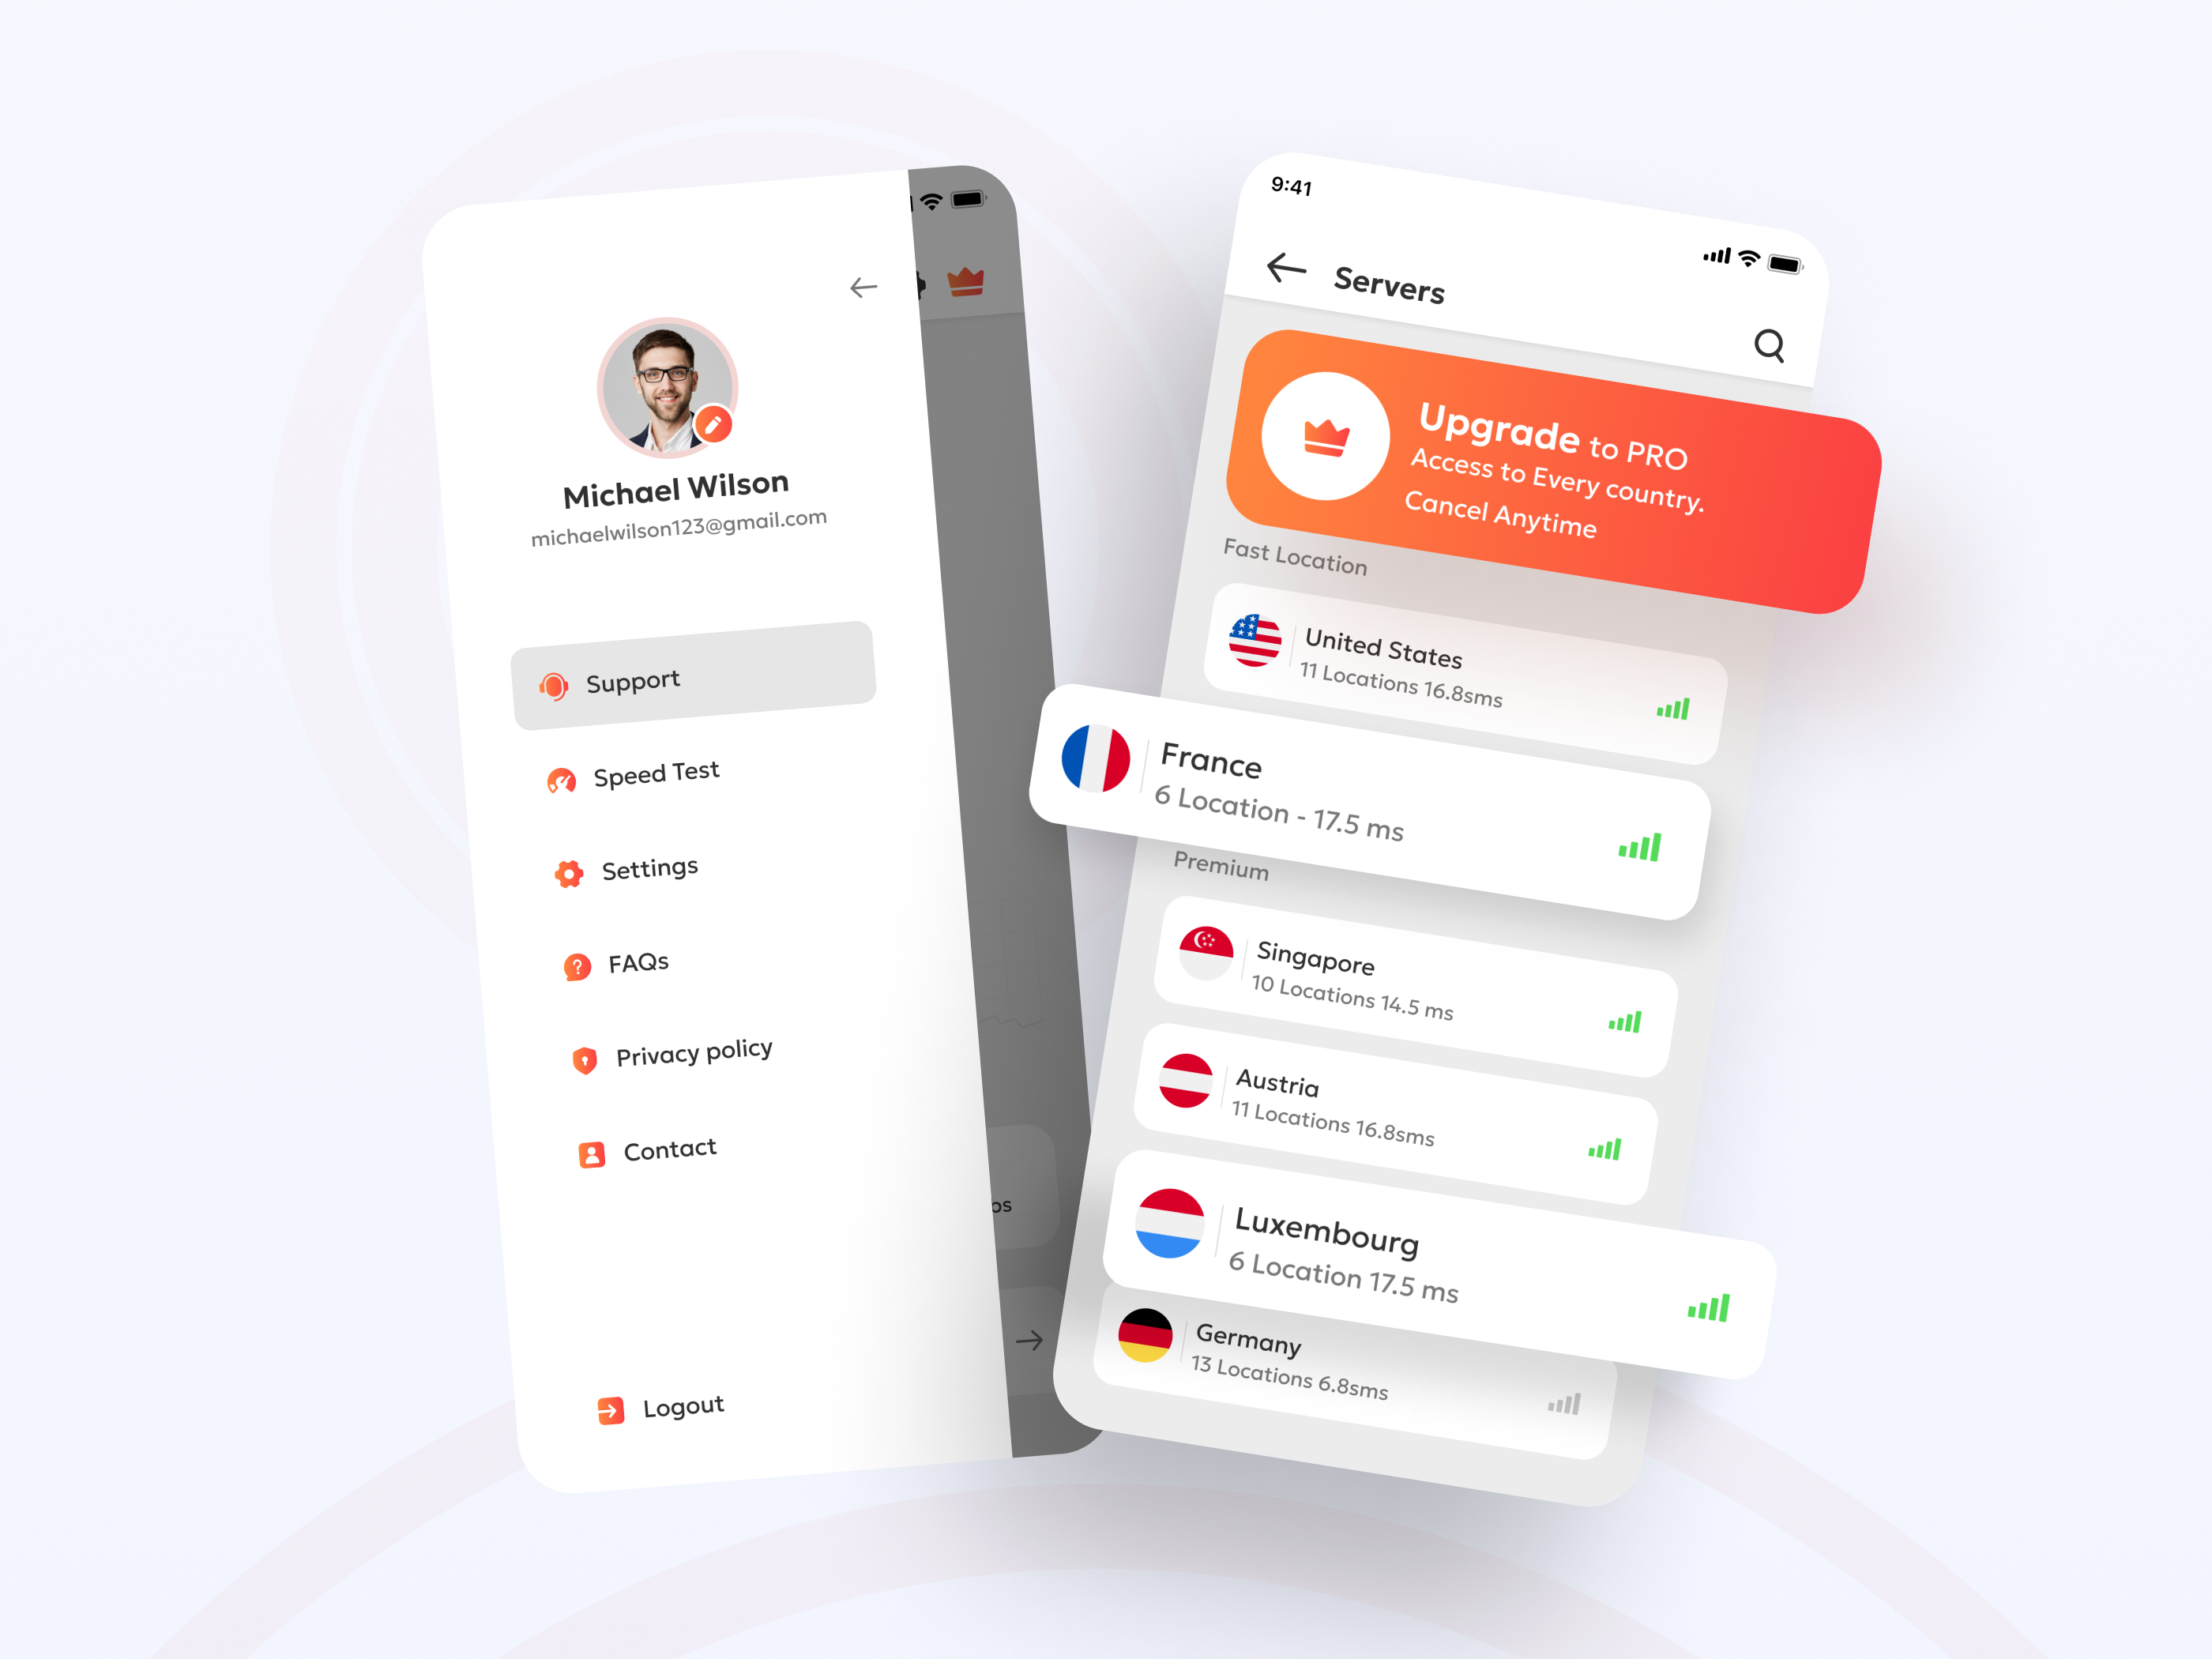 Michael Wilson
michaelwilson123@gmail.com
Support
Speed Test
Settings
FAQs
Privacy policy
Contact
Logout
9:41
Servers
Upgrade to PRO
Access to Every country.
Cancel Anytime
Fast Location
United States
11 Locations 16.8sms
France
6 Location - 17.5 ms
Premium
Singapore
10 Locations 14.5 ms
Austria
11 Locations 16.8sms
Luxembourg
6 Location 17.5 ms
Germany
13 Locations 6.8sms